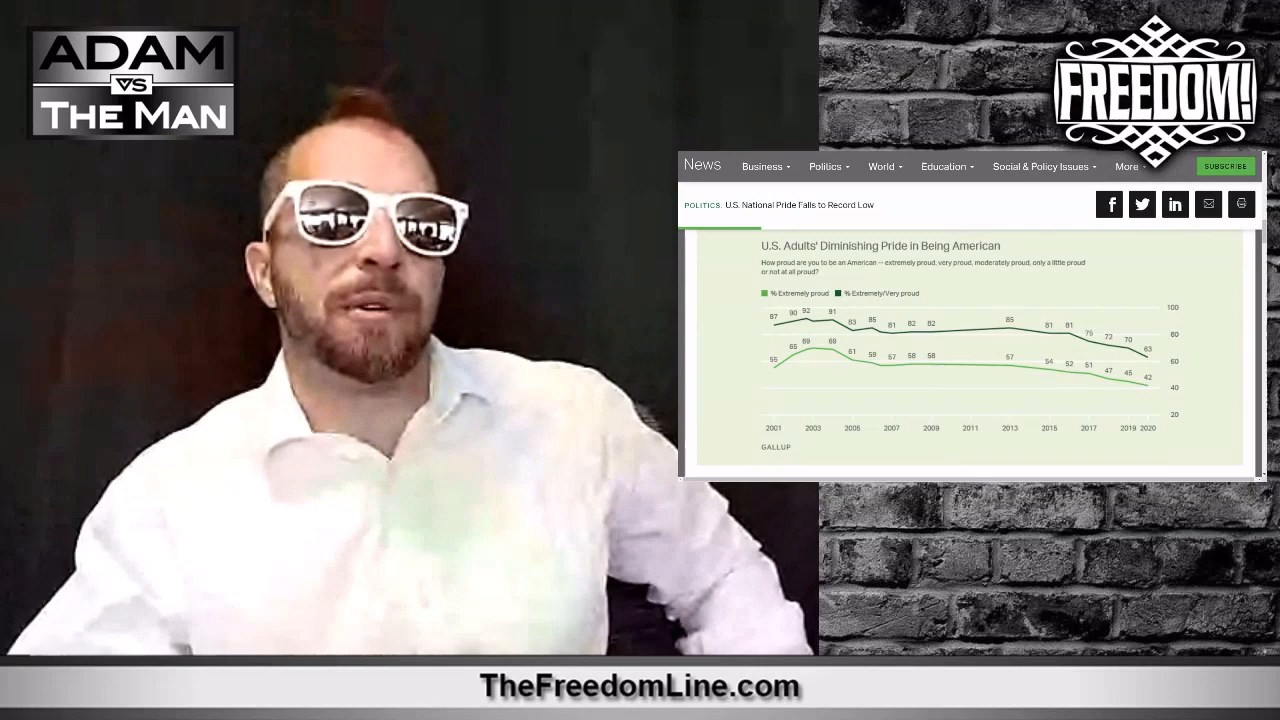 ADAM
VS
THE MAN
FREEDOM!
News Business Politics World Education Social & Policy Issues More SUBSCRIBE
POLITICS. U.S. National Pride Falls to Record Low
U.S. Adults' Diminishing Pride in Being American
How proud are you to be an American -- extremely proud, very proud, moderately proud, only a little proud
or not at all proud?
% Extremely proud % Extremely/Very proud
100
87 90 92 91 83 85 81 82 82 85 81 81 75 72 70 63
80
55 65 69 69 61 59 57 58 58 57 54 52 51 47 45 42
60
40
20
2001 2003 2005 2007 2009 2011 2013 2015 2017 2019 2020
GALLUP
TheFreedomLine.com